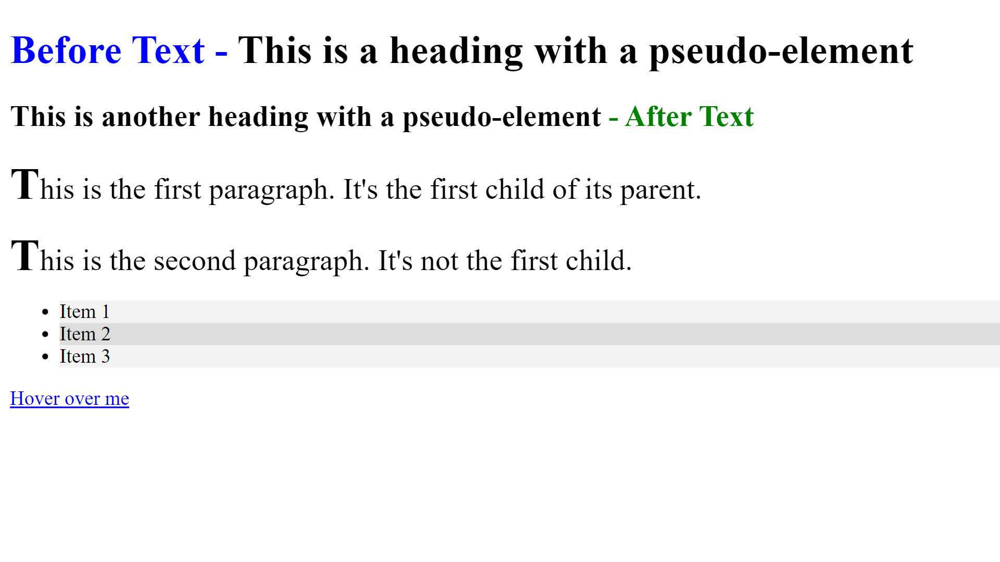 Before Text - This is a heading with a pseudo-element
This is another heading with a pseudo-element - After Text
This is the first paragraph. It's the first child of its parent.
This is the second paragraph. It's not the first child.
• Item 1
• Item 2
• Item 3
Hover over me